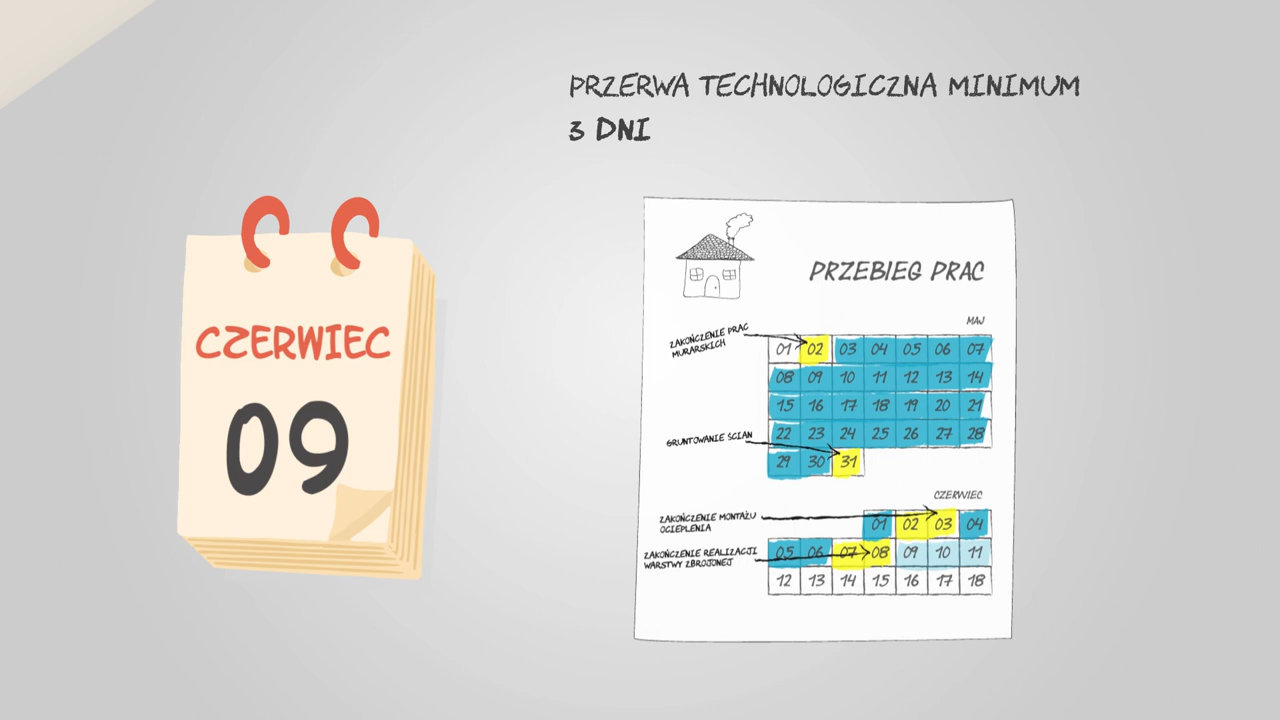 PRZERWA TECHNOLOGICZNA MINIMUM
3 DNI
CZERWIEC
09
PRZEBIEG PRAC
MAJ
ZAKOŃCZENIE PRAC
MURARSKICH
01 02 03 04 05 06 07
08 09 10 11 12 13 14
15 16 17 18 19 20 21
22 23 24 25 26 27 28
GRUNTOWANIE ŚCIAN
29 30 31
CZERWIEC
ZAKOŃCZENIE MONTAŻU
OCIEPLENIA
01 02 03 04
ZAKOŃCZENIE REALIZACJI
WARSTWY ZBROJONEJ
05 06 07 08 09 10 11
12 13 14 15 16 17 18